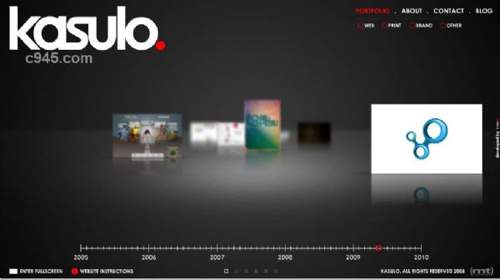 kasulo.
c945.com
PORTFOLIO . ABOUT . CONTACT . BLOG
WEB PRINT BRAND OTHER
2005 2006 2007 2008 2009 2010
ENTER FULLSCREEN WEBSITE INSTRUCTIONS
KASULO. ALL RIGHTS RESERVED 2008